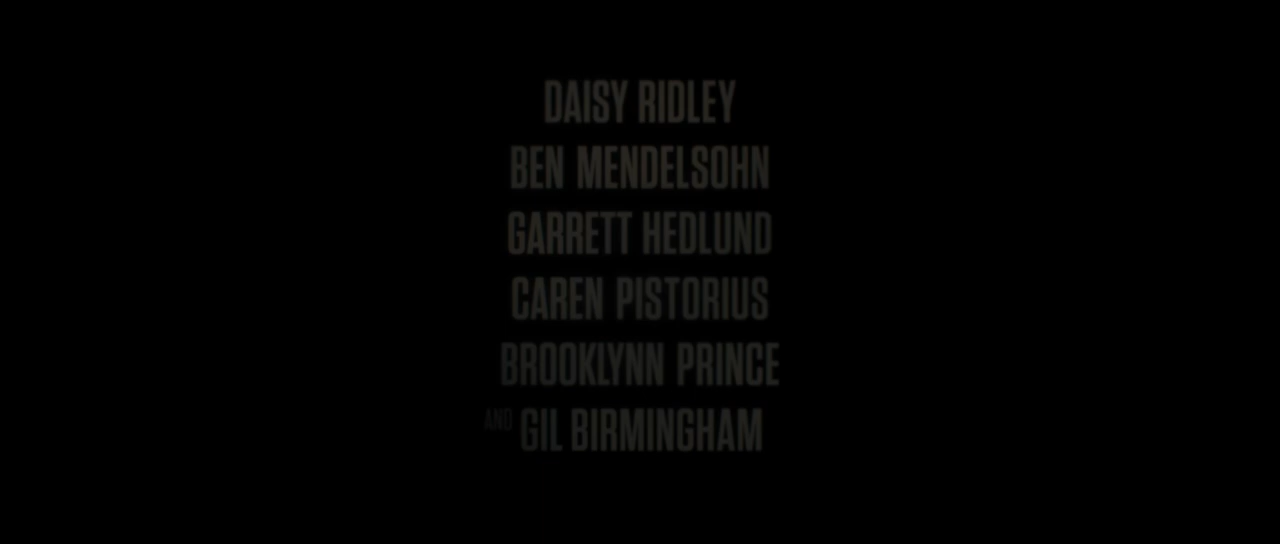 DAISY RIDLEY
BEN MENDELSOHN
GARRETT HEDLUND
CAREN PISTORIUS
BROOKLYNN PRINCE
AND GIL BIRMINGHAM